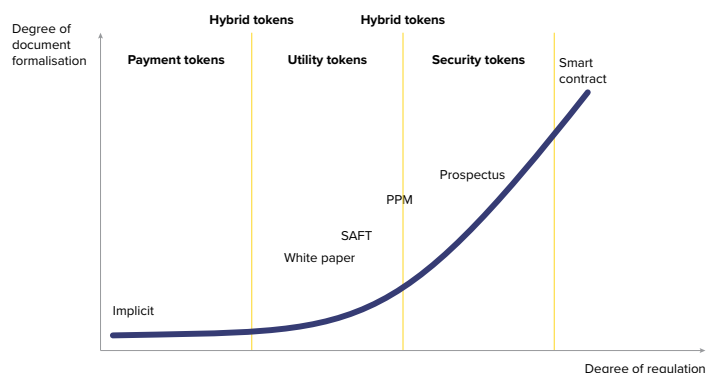 Hybrid tokens
Hybrid tokens
Degree of
document
formalisation
Payment tokens
Utility tokens
Security tokens
Smart
contract
Prospectus
PPM
SAFT
White paper
Implicit
Degree of regulation